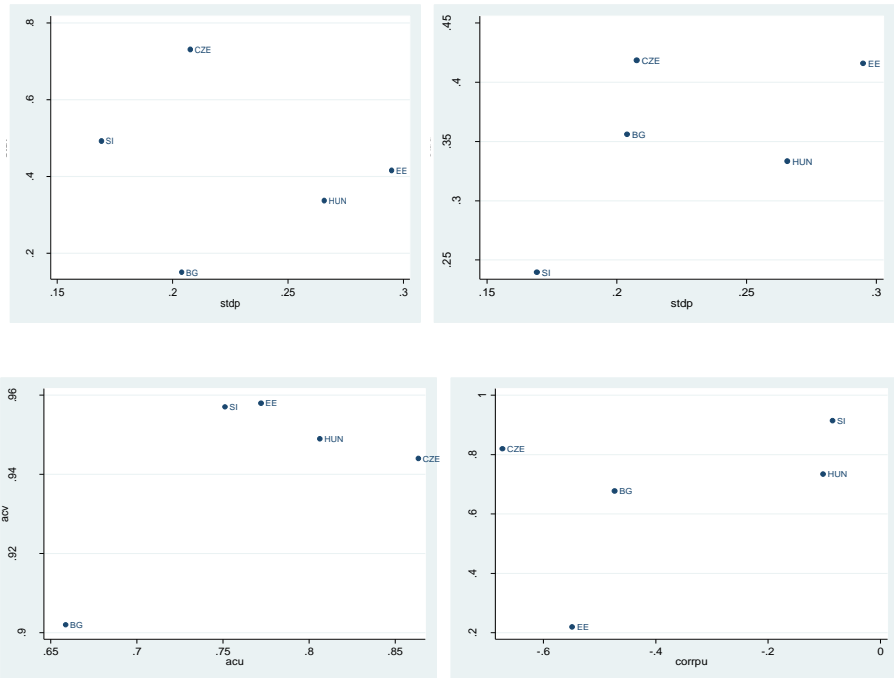 .8
.6
.4
.2
CZE
SI
EE
HUN
BG
.15 .2 .25 .3
stdp
.45
.4
.35
.3
.25
CZE
EE
BG
HUN
SI
.15 .2 .25 .3
stdp
.96
.94
.92
.9
acv
SI
EE
HUN
CZE
BG
.65 .7 .75 .8 .85
acu
1
.8
.6
.4
.2
SI
CZE
HUN
BG
EE
-.6 -.4 -.2 0
corrpu